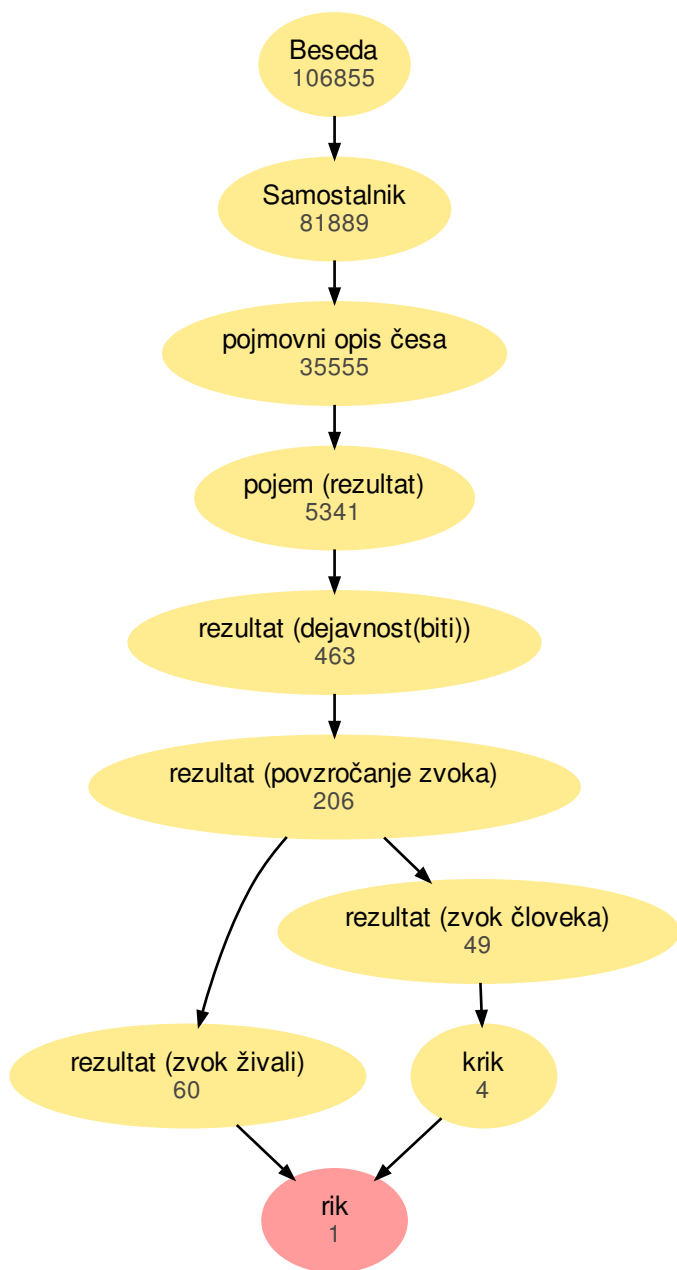 Beseda
106855
Samostalnik
81889
pojmovni opis česa
35555
pojem (rezultat)
5341
rezultat (dejavnost(biti))
463
rezultat (povzročanje zvoka)
206
rezultat (zvok človeka)
49
rezultat (zvok živali)
60
krik
4
rik
1